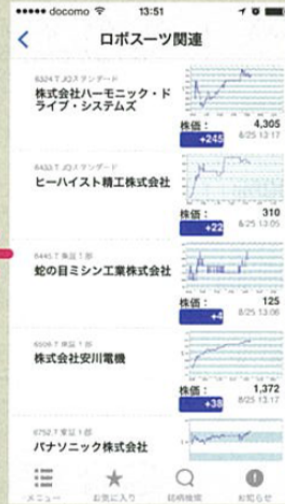 docomo 13:51
ロボスーツ関連
6324.T JQスタンダード
株式会社ハーモニック・ド
ライブ・システムズ
株価： 4,305
+245 8/25 13:17
6433.T JQスタンダード
ヒーハイスト精工株式会社
株価： 310
+22 8/25 13:05
6445.T 東証1部
蛇の目ミシン工業株式会社
株価： 125
+4 8/25 13:06
6506.T 東証1部
株式会社安川電機
株価： 1,372
+38 8/25 13:17
6752.T 東証1部
パナソニック株式会社
メニュー お気に入り 銘柄検索 お知らせ